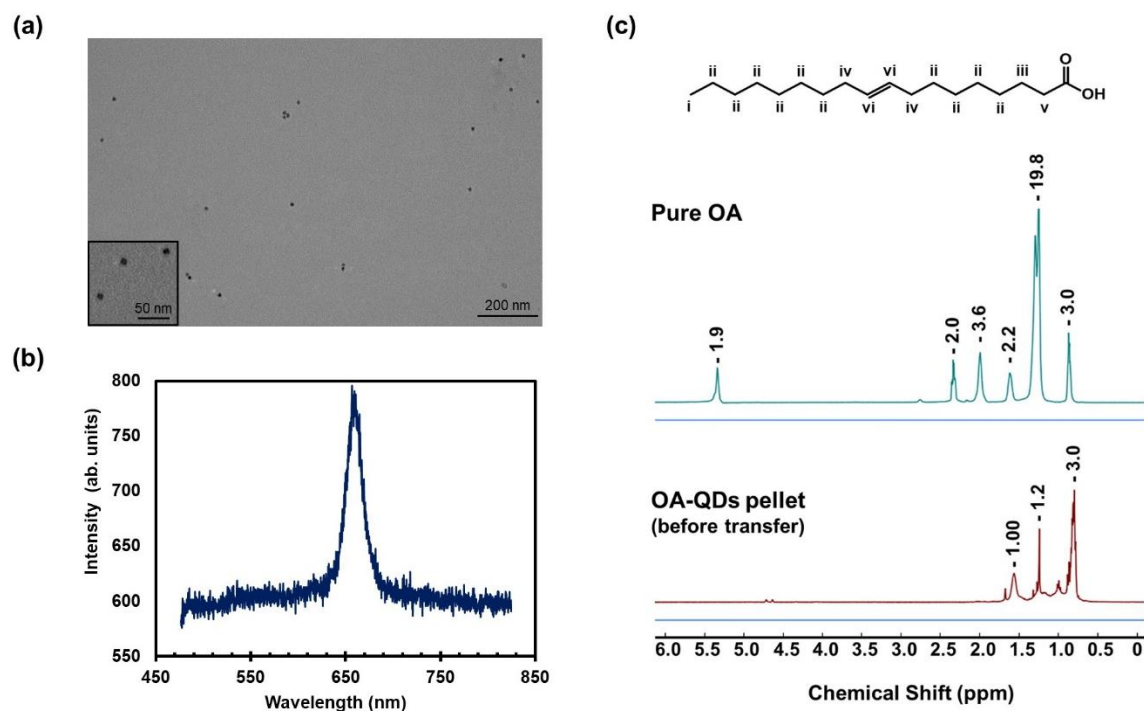 (a)
50 nm
200 nm
(b)
Intensity (ab. units)
800
750
700
650
600
550
450
550
650
750
850
Wavelength (nm)
(c)
ii ii ii iv vi ii ii iii O
i ii ii ii vi iv ii ii v OH
Pure OA
1.9
2.0
3.6
2.2
19.8
3.0
OA-QDs pellet
(before transfer)
1.00
1.2
3.0
6.0 5.5 5.0 4.5 4.0 3.5 3.0 2.5 2.0 1.5 1.0 0.5 0
Chemical Shift (ppm)